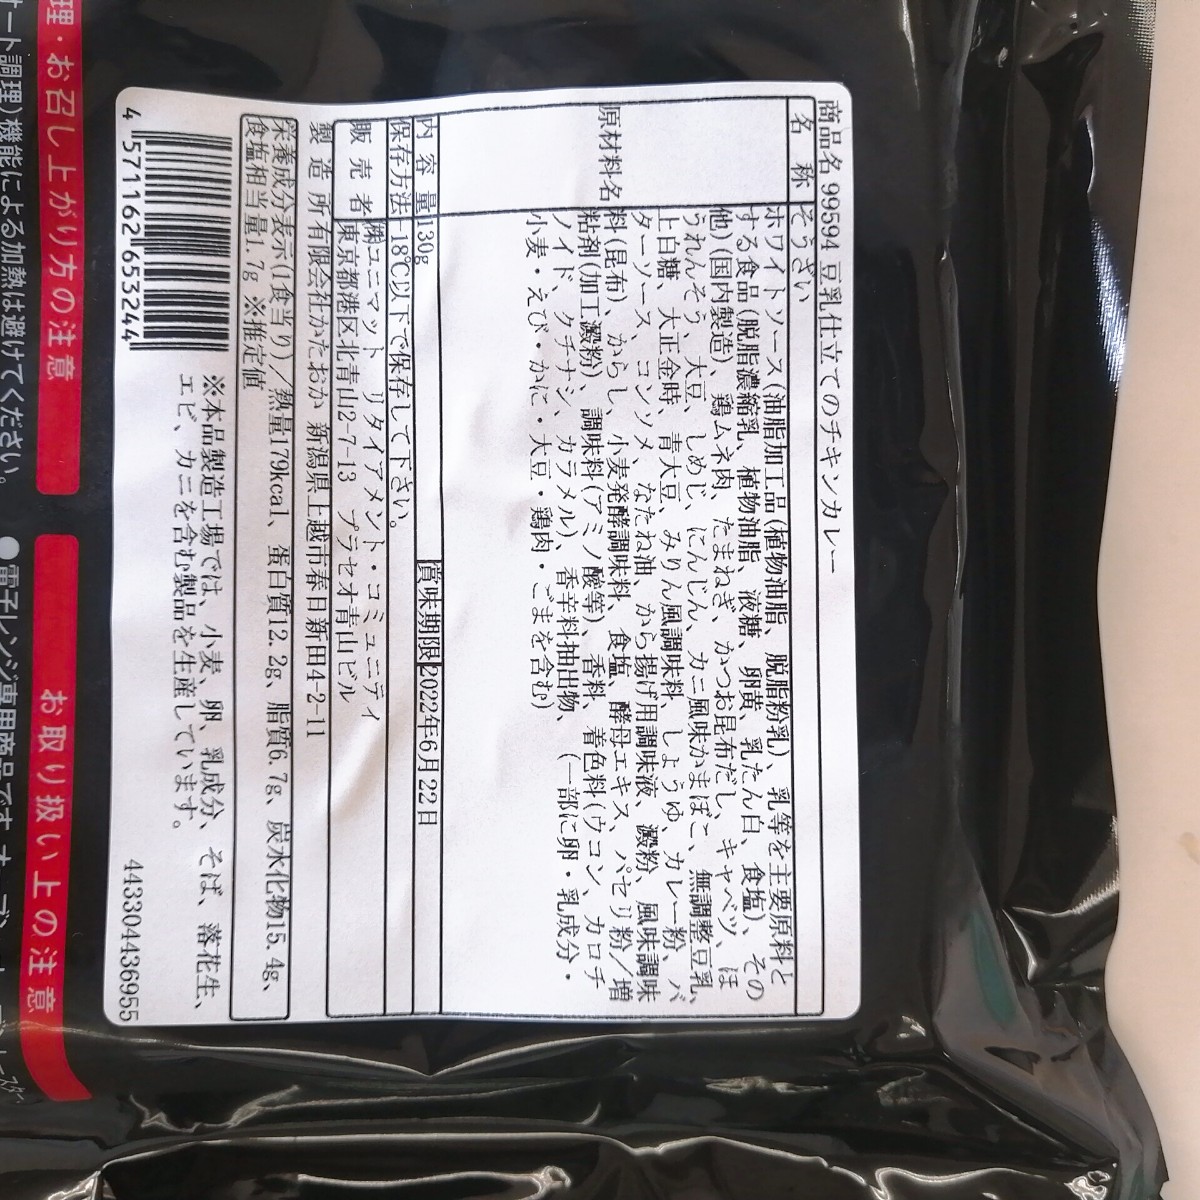 商品名 99594 豆乳仕立てのチキンカレー
名称 そうざい
原材料名 ホワイトソース(油脂加工品(植物油脂、脱脂粉乳)、乳等を主要原料と
する食品(脱脂濃縮乳、植物油脂、液糖、卵黄、乳たん白、食塩)、その
他)(国内製造)、鶏ムネ肉、たまねぎ、かつお昆布だし、キャベツ、ほ
うれんそう、大豆、しめじ、にんじん、カニ風味かまぼこ、無調整豆乳、
上白糖、大正金時、青大豆、みりん風調味料、しょうゆ、カレー粉、バ
ターソース、コンソメ、なたね油、から揚げ用調味液、澱粉、風味調味
料(昆布)、からし、小麦発酵調味料、食塩、酵母エキス、パセリ粉／増
粘剤(加工澱粉)、調味料(アミノ酸等)、香料、着色料(ウコン、カロチ
ノイド、クチナシ、カラメル)、香辛料抽出物、(一部に卵・乳成分・
小麦・えび・かに・大豆・鶏肉・ごまを含む)
内容量 130g 賞味期限 2022年6月22日
保存方法 -18℃以下で保存して下さい。
販売者 ㈱ユニマット リタイアメント・コミュニティ
東京都港区北青山2-7-13 プラセオ青山ビル
製造所 有限会社かたおか 新潟県上越市春日新田4-2-11
栄養成分表示(1食当り)／熱量179kcal、蛋白質12.2g、脂質6.7g、炭水化物15.4g、
食塩相当量1.7g ※推定値
※本品製造工場では、小麦、卵、乳成分、そば、落花生、
エビ、カニを含む製品を生産しています。
4 571162 653244
44330436955
理・お召し上がり方の注意
ート調理)機能による加熱は避けてください。
お取り扱い上の注意
●電子レンジ専用商品です